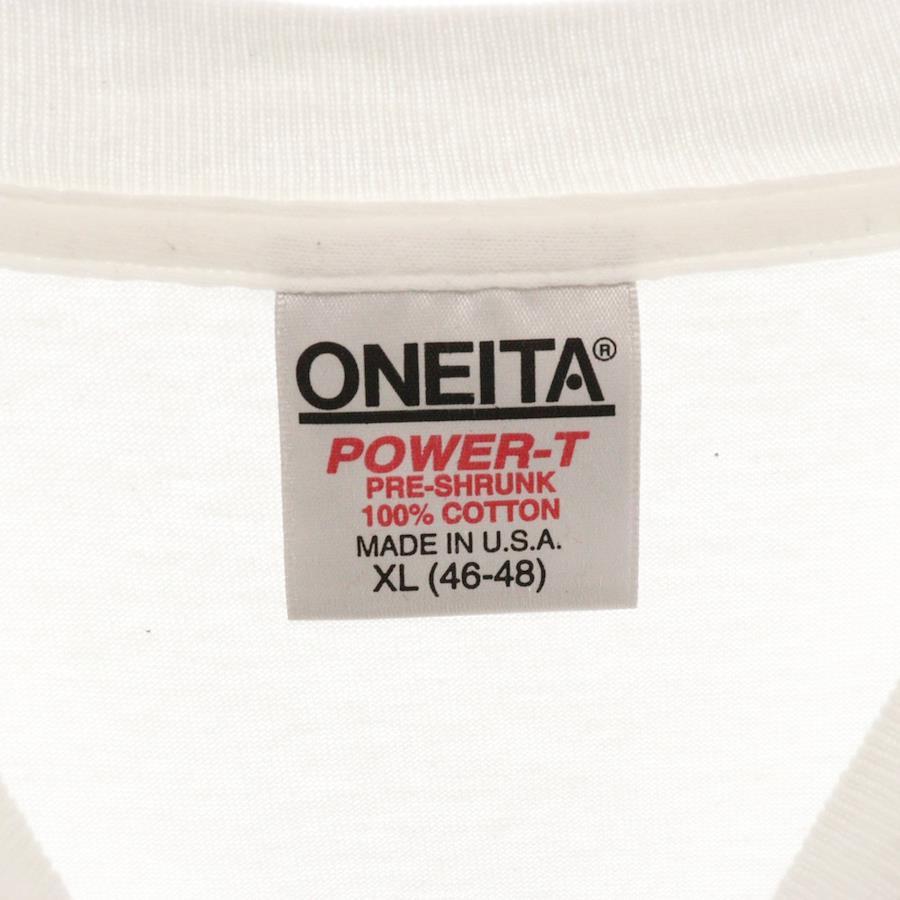 ONEITA®
POWER-T
PRE-SHRUNK
100% COTTON
MADE IN U.S.A.
XL (46-48)